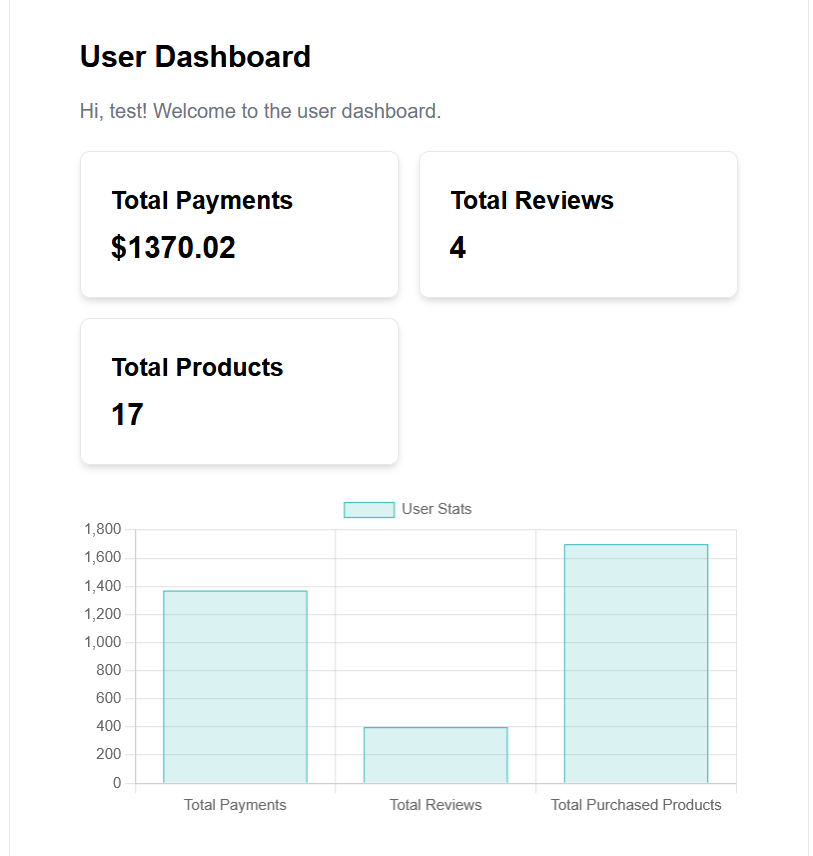 User Dashboard
Hi, test! Welcome to the user dashboard.
Total Payments
$1370.02
Total Reviews
4
Total Products
17
User Stats
1,800
1,600
1,400
1,200
1,000
800
600
400
200
0
Total Payments
Total Reviews
Total Purchased Products